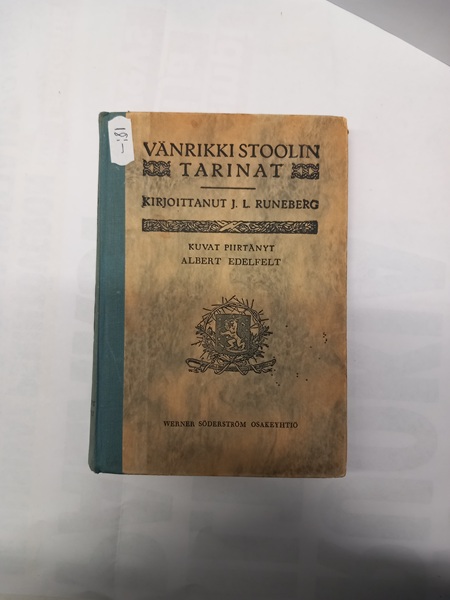 VÄNRIKKI STOOLIN
TARINAT
KIRJOITTANUT J. L. RUNEBERG
KUVAT PIIRTÄNYT
ALBERT EDELFELT
WERNER SÖDERSTRÖM OSAKEYHTIÖ